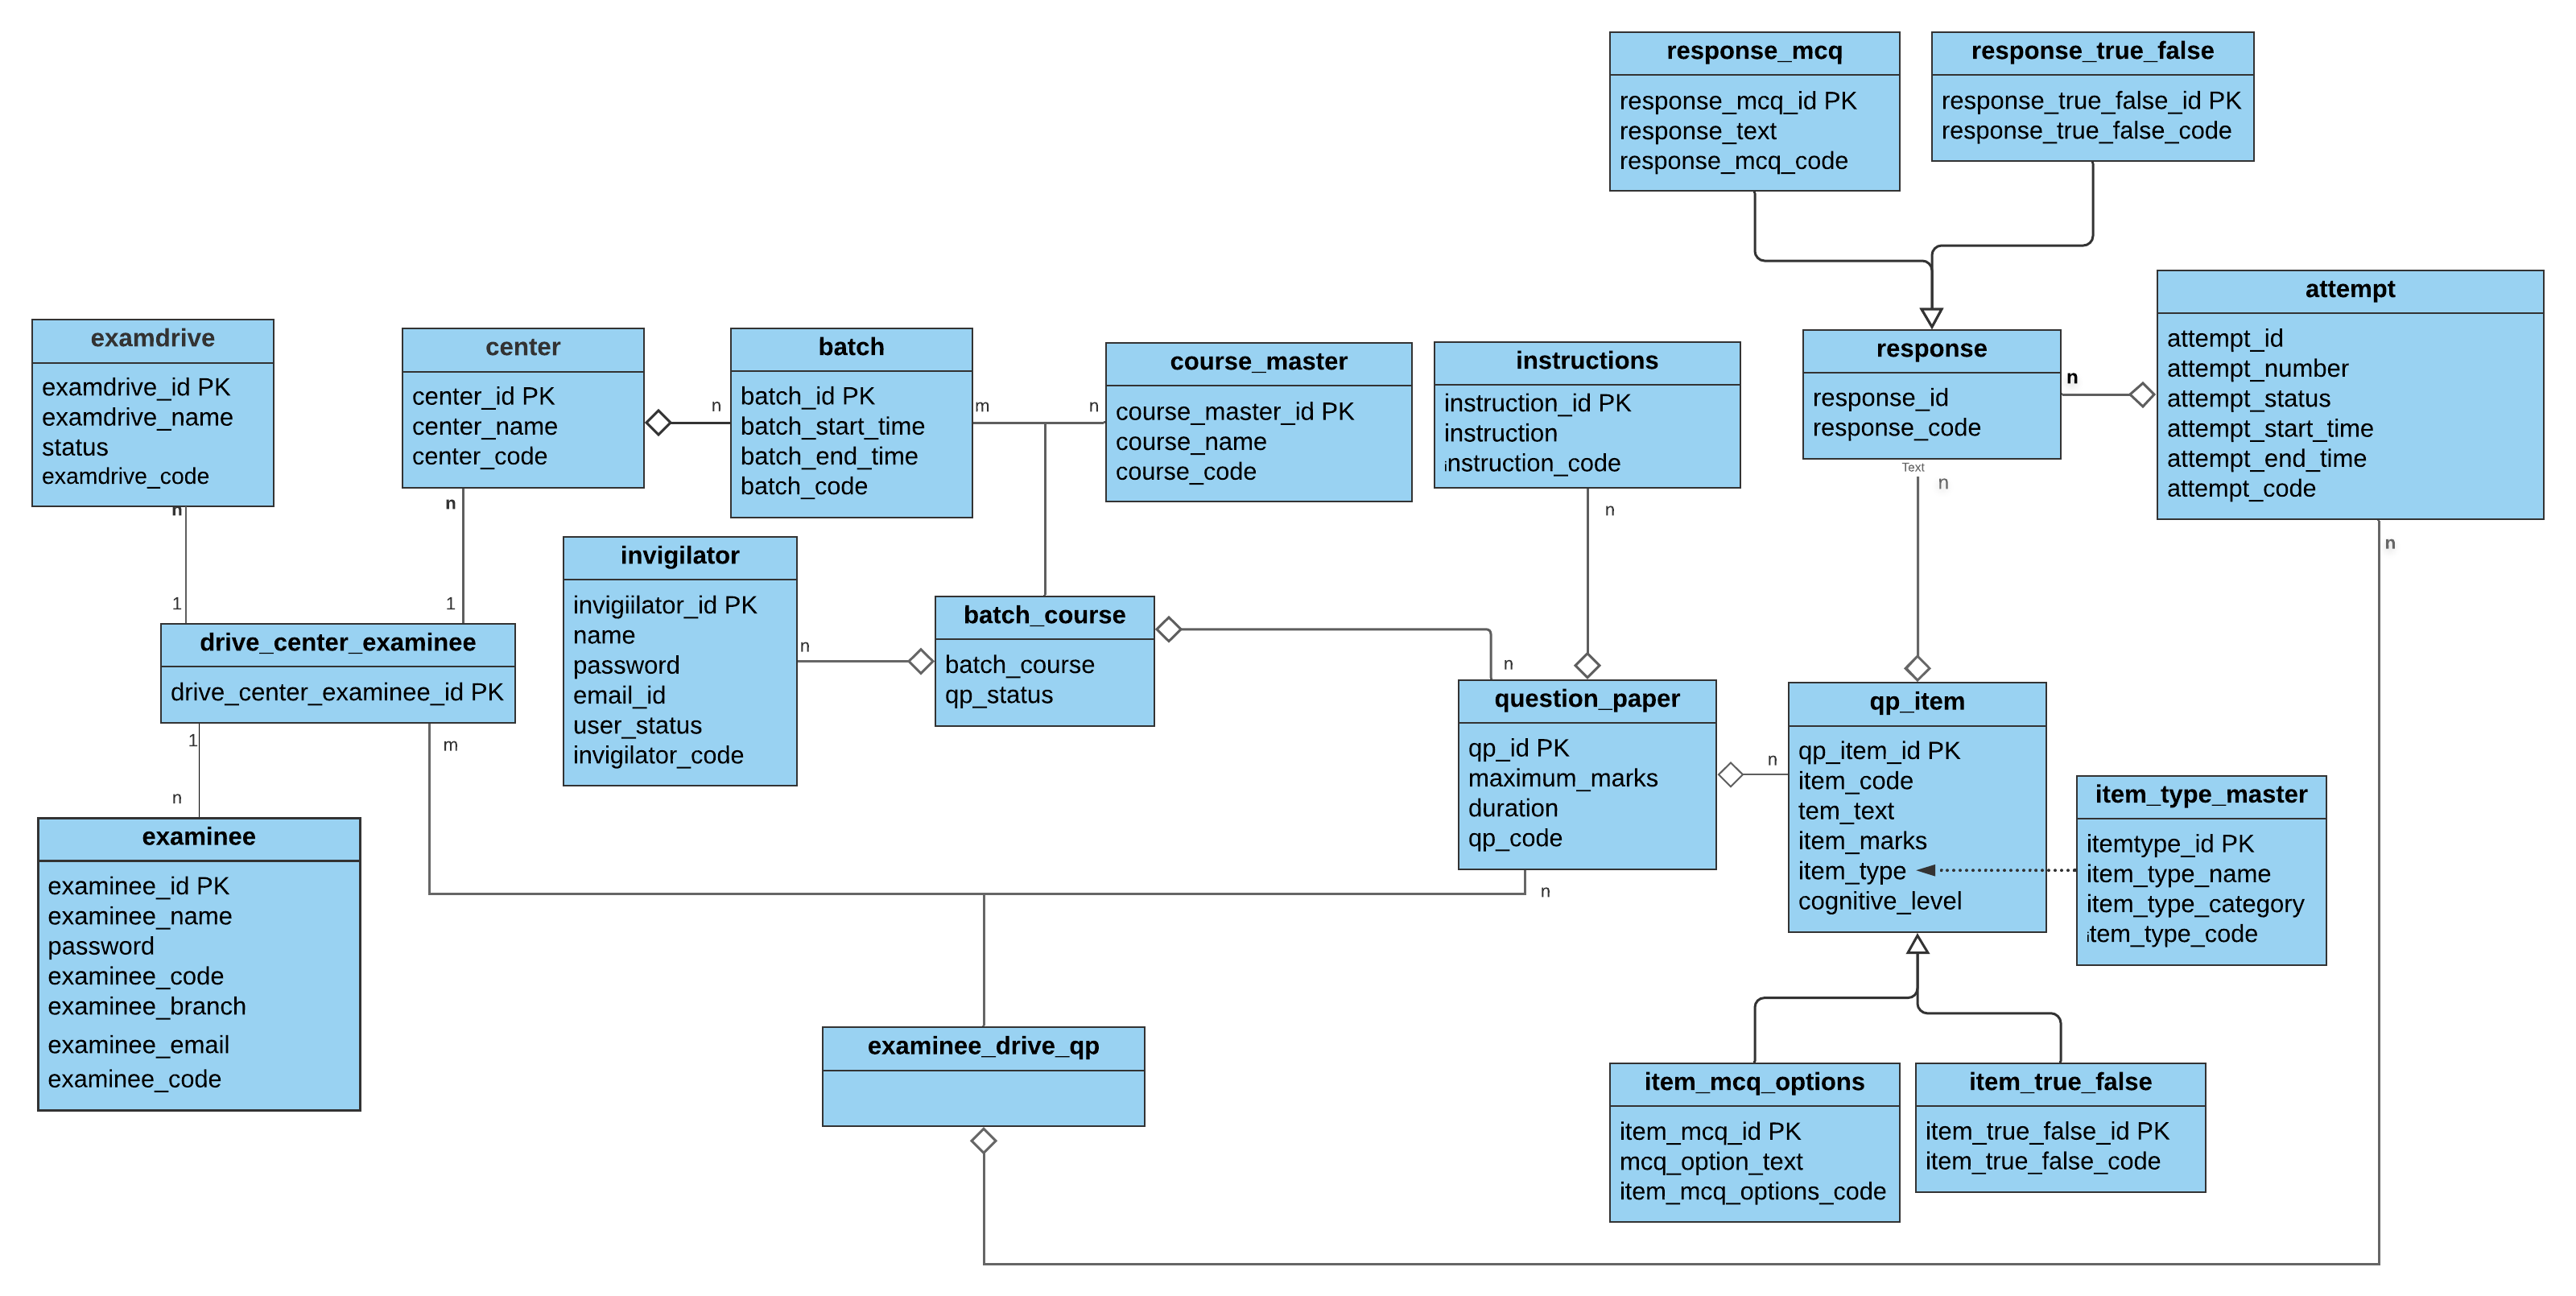 response_mcq
response_mcq_id PK
response_text
response_mcq_code
response_true_false
response_true_false_id PK
response_true_false_code
examdrive
examdrive_id PK
examdrive_name
status
examdrive_code
n
1
center
center_id PK
center_name
center_code
n
1
n
batch
batch_id PK
batch_start_time
batch_end_time
batch_code
m
n
course_master
course_master_id PK
course_name
course_code
instructions
instruction_id PK
instruction
instruction_code
n
response
response_id
response_code
Text
n
n
attempt
attempt_id
attempt_number
attempt_status
attempt_start_time
attempt_end_time
attempt_code
n
drive_center_examinee
drive_center_examinee_id PK
1
m
n
invigilator
invigiilator_id PK
name
password
email_id
user_status
invigilator_code
n
batch_course
batch_course
qp_status
n
question_paper
qp_id PK
maximum_marks
duration
qp_code
n
n
qp_item
qp_item_id PK
item_code
tem_text
item_marks
item_type
cognitive_level
item_type_master
itemtype_id PK
item_type_name
item_type_category
item_type_code
examinee
examinee_id PK
examinee_name
password
examinee_code
examinee_branch
examinee_email
examinee_code
examinee_drive_qp
item_mcq_options
item_mcq_id PK
mcq_option_text
item_mcq_options_code
item_true_false
item_true_false_id PK
item_true_false_code